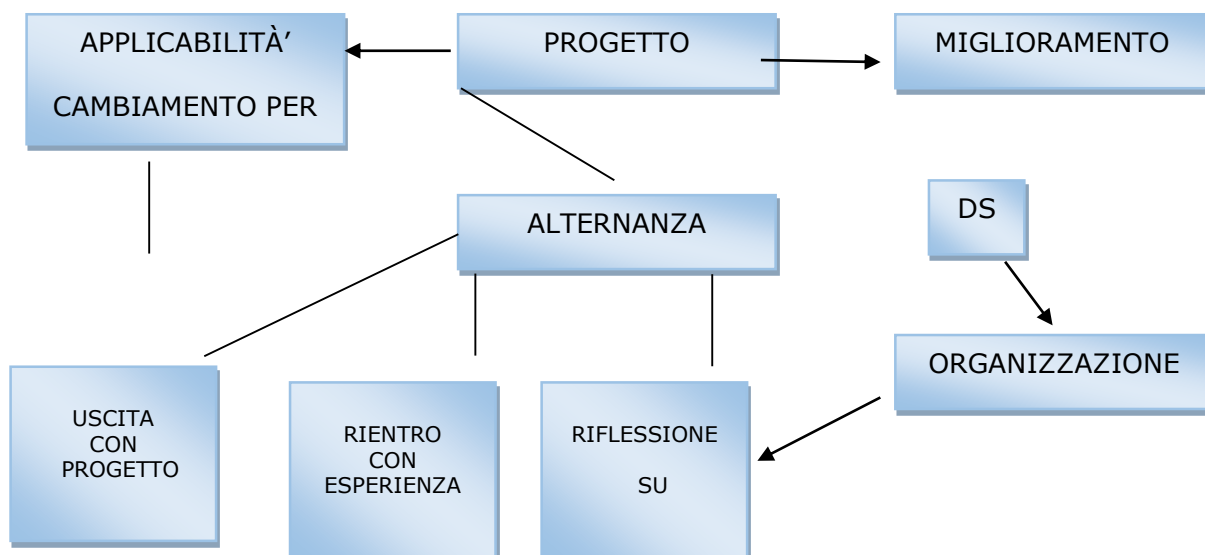 APPLICABILITÀ’
CAMBIAMENTO PER
PROGETTO
MIGLIORAMENTO
ALTERNANZA
DS
ORGANIZZAZIONE
USCITA
CON
PROGETTO
RIENTRO
CON
ESPERIENZA
RIFLESSIONE
SU